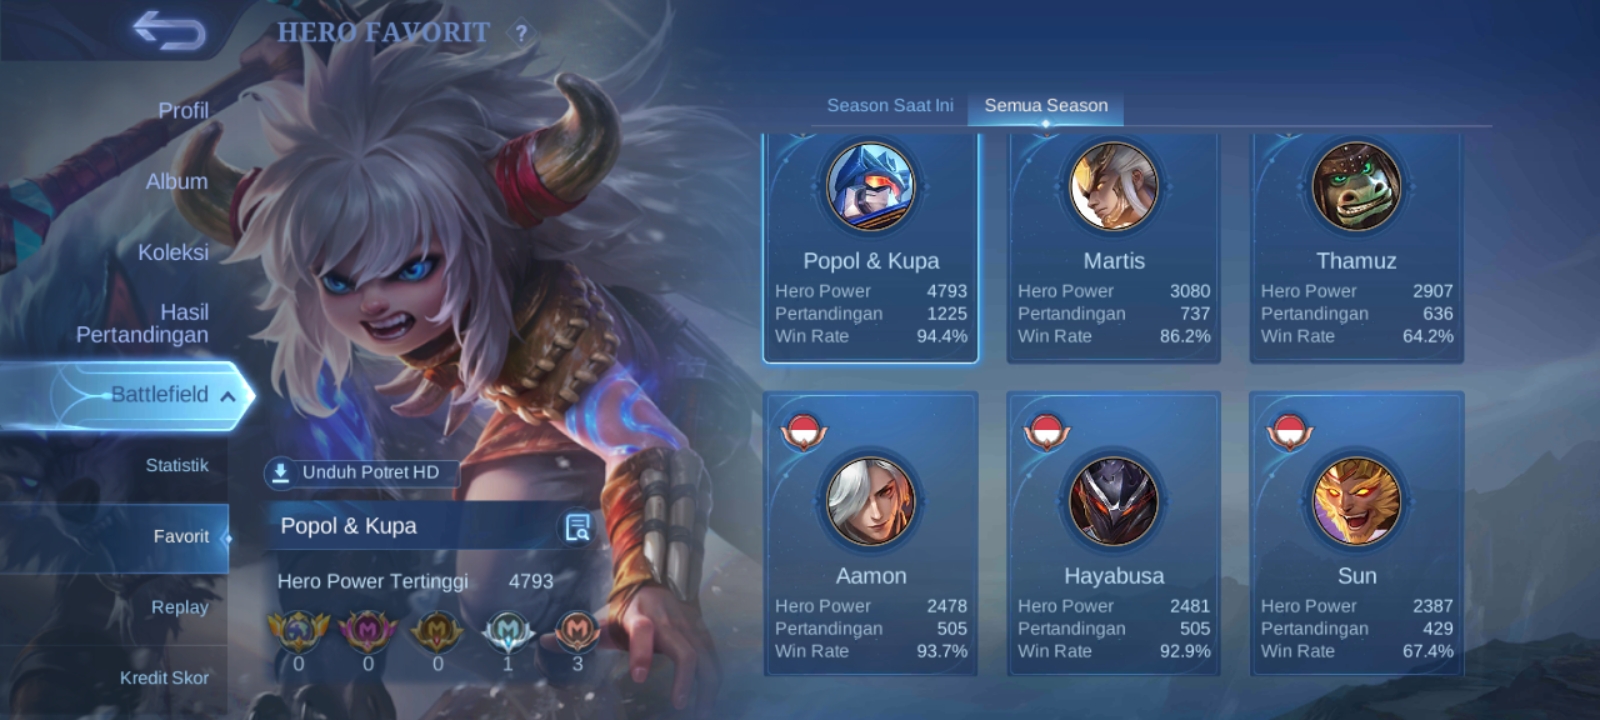 HERO FAVORIT ?
Profil
Album
Koleksi
Hasil
Pertandingan
Battlefield
Statistik
Favorit
Replay
Kredit Skor
Unduh Potret HD
Popol & Kupa
Hero Power Tertinggi 4793
0 0 0 1 3
Season Saat Ini Semua Season
Popol & Kupa
Hero Power 4793
Pertandingan 1225
Win Rate 94.4%
Martis
Hero Power 3080
Pertandingan 737
Win Rate 86.2%
Thamuz
Hero Power 2907
Pertandingan 636
Win Rate 64.2%
Aamon
Hero Power 2478
Pertandingan 505
Win Rate 93.7%
Hayabusa
Hero Power 2481
Pertandingan 505
Win Rate 92.9%
Sun
Hero Power 2387
Pertandingan 429
Win Rate 67.4%